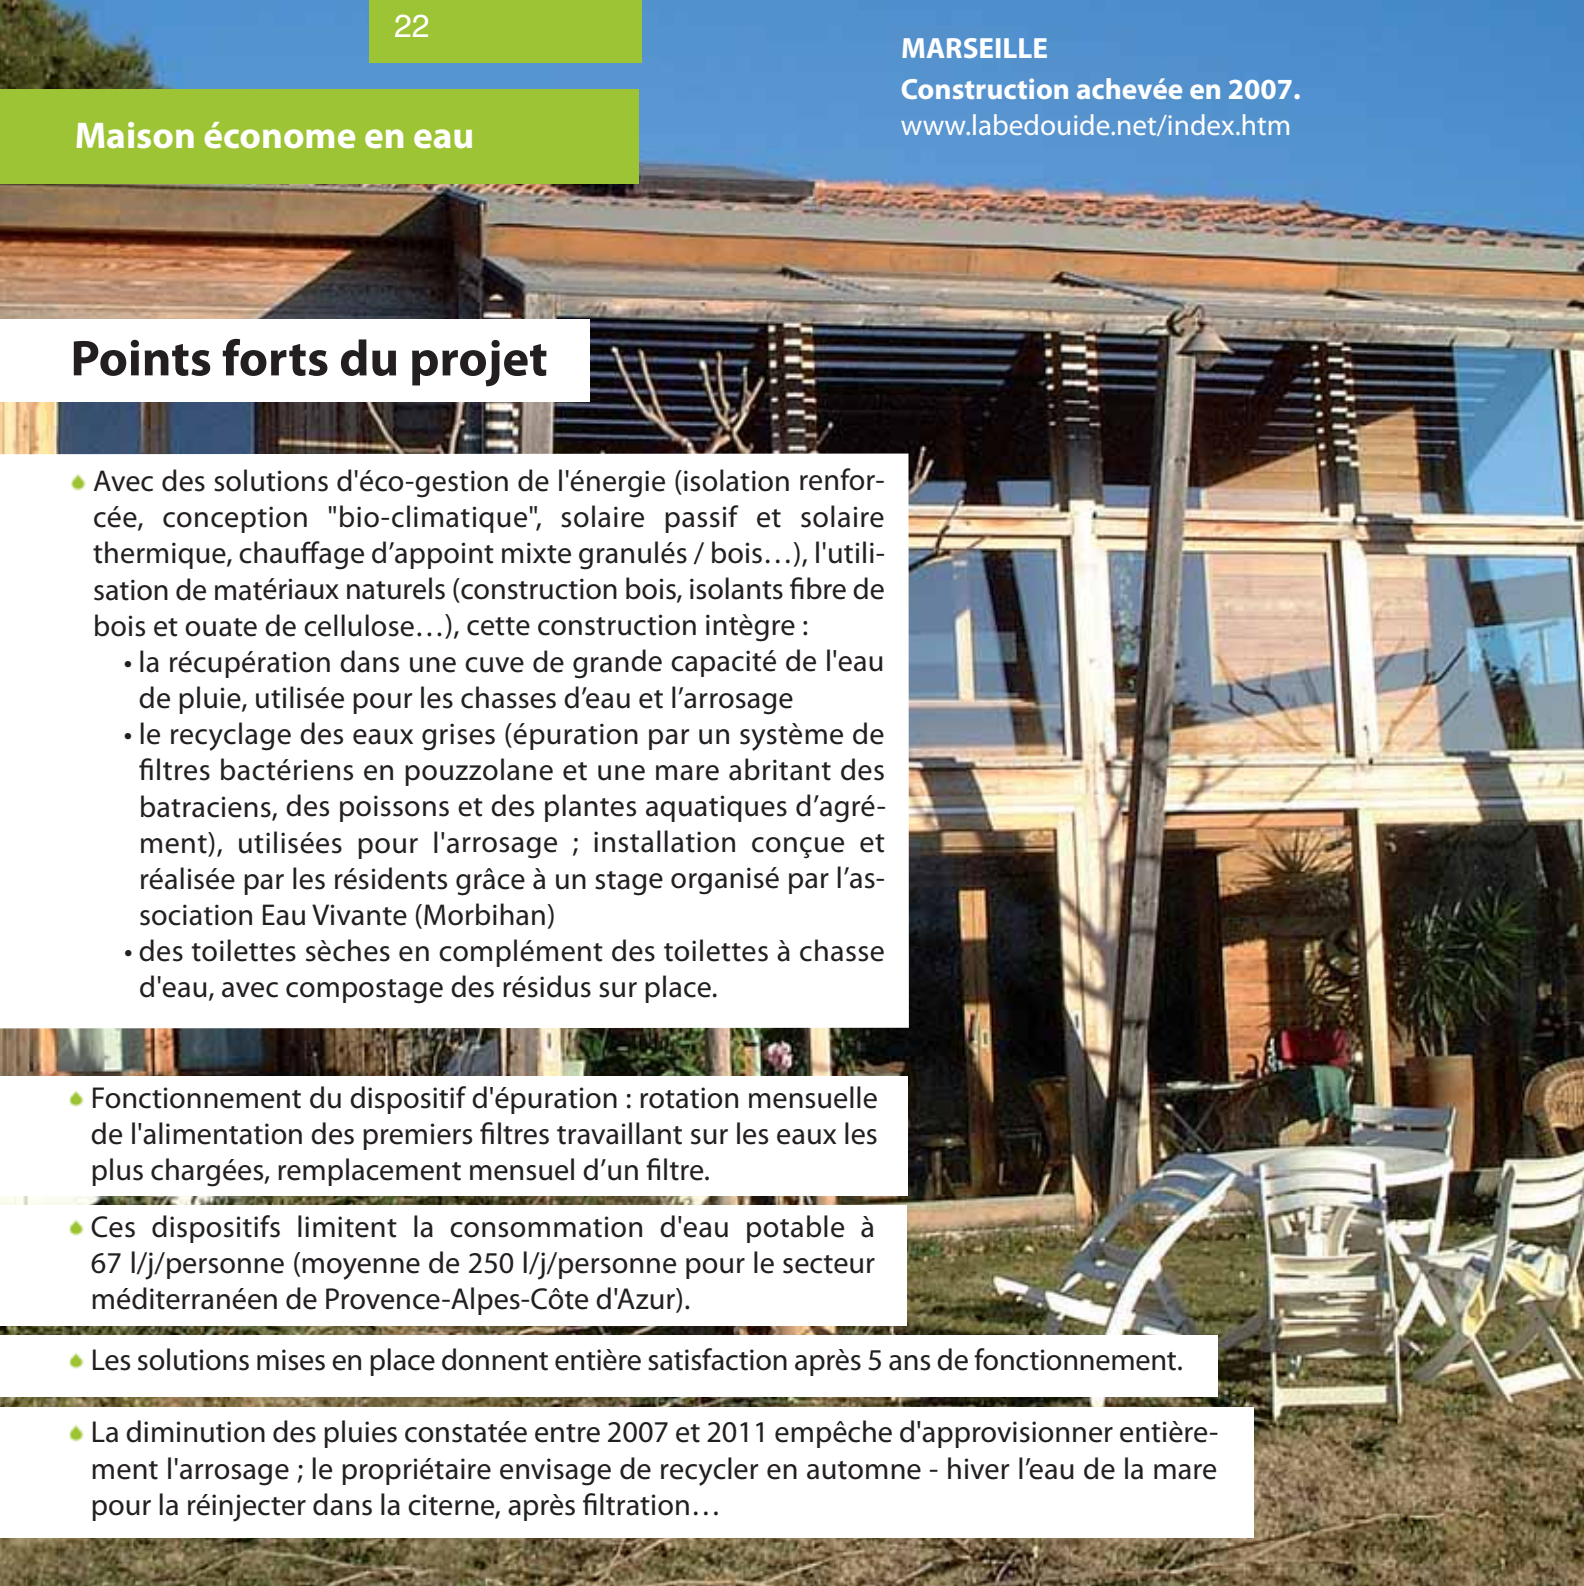 22
MARSEILLE
Construction achevée en 2007.
www.labedouide.net/index.htm
Maison économe en eau
Points forts du projet
Avec des solutions d'éco-gestion de l'énergie (isolation renfor-
cée, conception "bio-climatique", solaire passif et solaire
thermique, chauffage d’appoint mixte granulés / bois…), l'utili-
sation de matériaux naturels (construction bois, isolants fibre de
bois et ouate de cellulose…), cette construction intègre :
• la récupération dans une cuve de grande capacité de l'eau
de pluie, utilisée pour les chasses d’eau et l’arrosage
• le recyclage des eaux grises (épuration par un système de
filtres bactériens en pouzzolane et une mare abritant des
batraciens, des poissons et des plantes aquatiques d’agré-
ment), utilisées pour l'arrosage ; installation conçue et
réalisée par les résidents grâce à un stage organisé par l’as-
sociation Eau Vivante (Morbihan)
• des toilettes sèches en complément des toilettes à chasse
d'eau, avec compostage des résidus sur place.
Fonctionnement du dispositif d'épuration : rotation mensuelle
de l'alimentation des premiers filtres travaillant sur les eaux les
plus chargées, remplacement mensuel d’un filtre.
Ces dispositifs limitent la consommation d'eau potable à
67 l/j/personne (moyenne de 250 l/j/personne pour le secteur
méditerranéen de Provence-Alpes-Côte d'Azur).
Les solutions mises en place donnent entière satisfaction après 5 ans de fonctionnement.
La diminution des pluies constatée entre 2007 et 2011 empêche d'approvisionner entière-
ment l'arrosage ; le propriétaire envisage de recycler en automne - hiver l’eau de la mare
pour la réinjecter dans la citerne, après filtration…